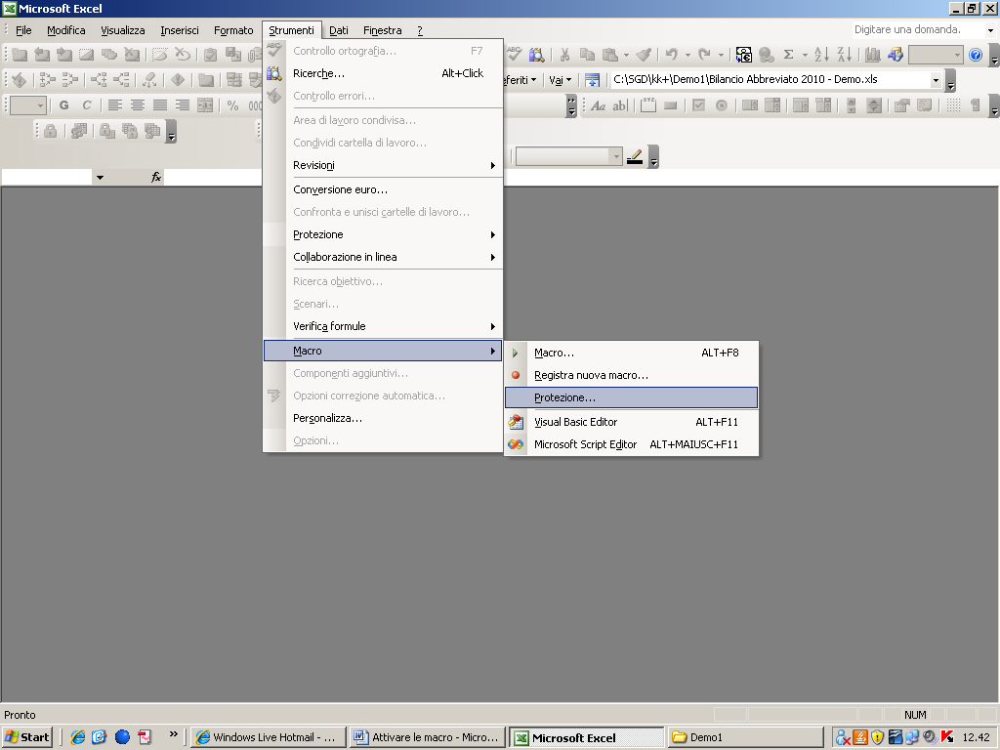 Microsoft Excel
File Modifica Visualizza Inserisci Formato Strumenti Dati Finestra ? Digitare una domanda.
Controllo ortografia... F7
Ricerche... Alt+Click
Controllo errori...
Area di lavoro condivisa...
Condividi cartella di lavoro...
Revisioni
Conversione euro...
Confronta e unisci cartelle di lavoro...
Protezione
Collaborazione in linea
Ricerca obiettivo...
Scenari...
Verifica formule
Macro
Componenti aggiuntivi...
Opzioni correzione automatica...
Personalizza...
Opzioni...
Macro... ALT+F8
Registra nuova macro...
Protezione...
Visual Basic Editor ALT+F11
Microsoft Script Editor ALT+MAIUSC+F11
eferiti Vai C:\SGD\kk+\Demo1\Bilancio Abbreviato 2010 - Demo.xls
G C % 000
Aa ab|
fx
Pronto NUM
Start Windows Live Hotmail - ... Attivare le macro - Micro... Microsoft Excel Demo1 12.42